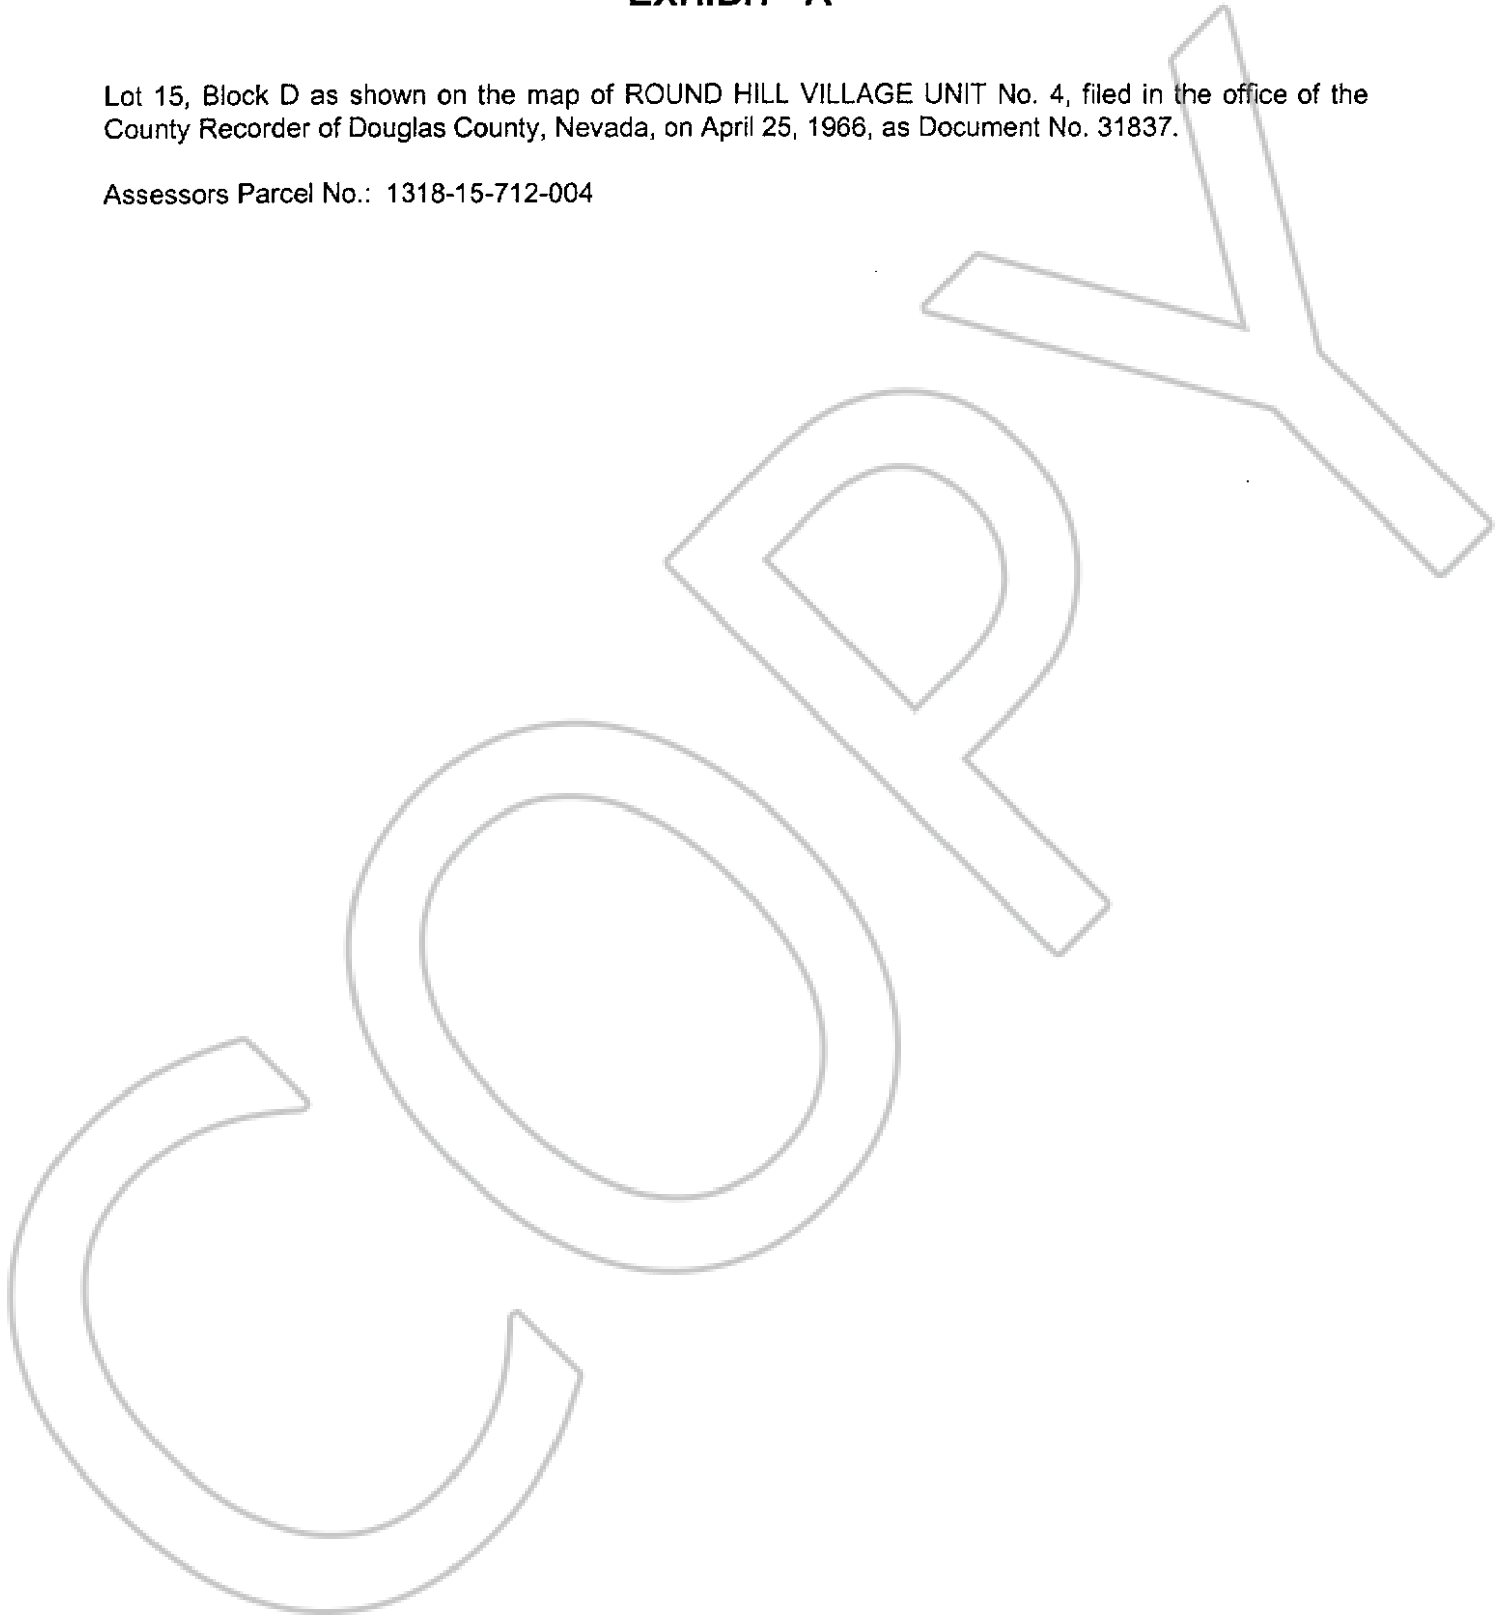 EXHIBIT "A"
Lot 15, Block D as shown on the map of ROUND HILL VILLAGE UNIT No. 4, filed in the office of the
County Recorder of Douglas County, Nevada, on April 25, 1966, as Document No. 31837.
Assessors Parcel No.: 1318-15-712-004
COPY